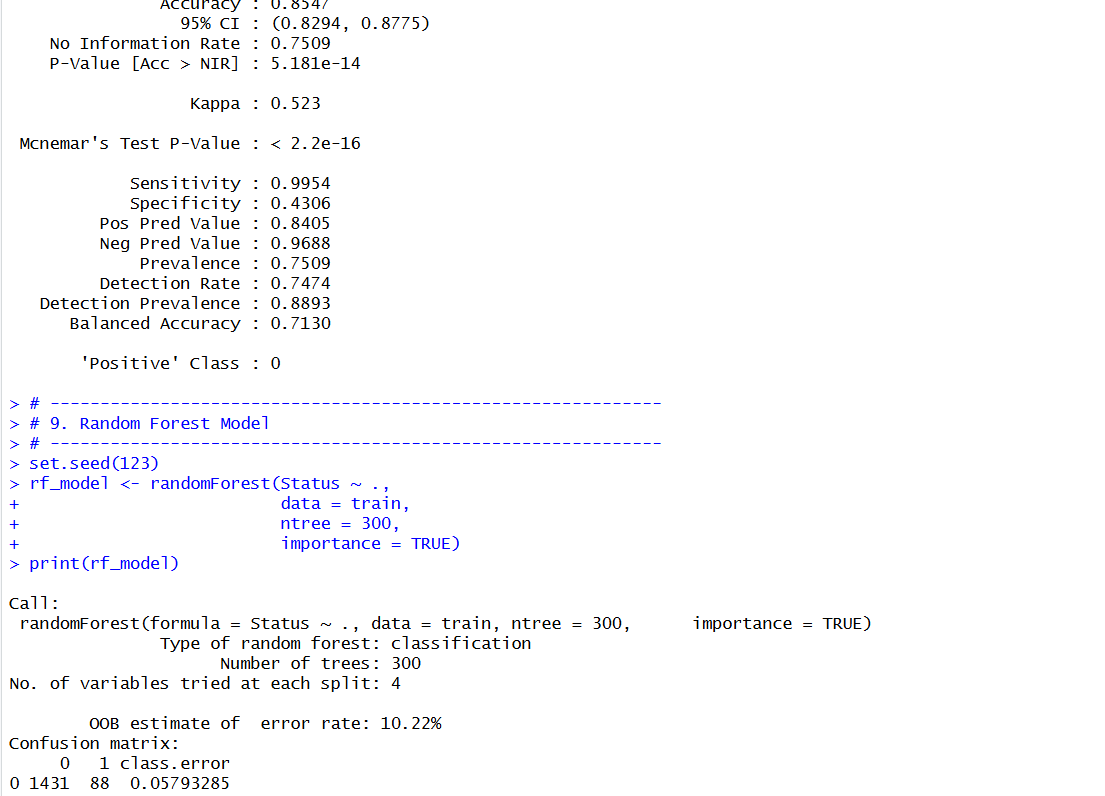 Accuracy : 0.8547
95% CI : (0.8294, 0.8775)
No Information Rate : 0.7509
P-Value [Acc > NIR] : 5.181e-14
Kappa : 0.523
Mcnemar's Test P-Value : < 2.2e-16
Sensitivity : 0.9954
Specificity : 0.4306
Pos Pred Value : 0.8405
Neg Pred Value : 0.9688
Prevalence : 0.7509
Detection Rate : 0.7474
Detection Prevalence : 0.8893
Balanced Accuracy : 0.7130
'Positive' Class : 0
> # -------------------------------------------------------------
> # 9. Random Forest Model
> # -------------------------------------------------------------
> set.seed(123)
> rf_model <- randomForest(Status ~ .,
+ data = train,
+ ntree = 300,
+ importance = TRUE)
> print(rf_model)
Call:
randomForest(formula = Status ~ ., data = train, ntree = 300, importance = TRUE)
Type of random forest: classification
Number of trees: 300
No. of variables tried at each split: 4
OOB estimate of error rate: 10.22%
Confusion matrix:
0 1 class.error
0 1431 88 0.05793285